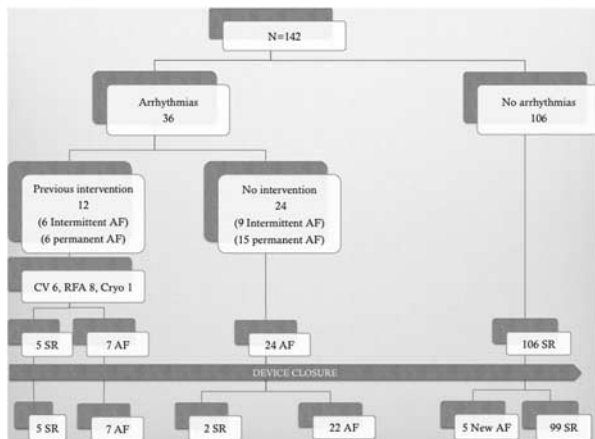 N=142
Arrhythmias
36
No arrhythmias
106
Previous intervention
12
(6 Intermittent AF)
(6 permanent AF)
No intervention
24
(9 Intermittent AF)
(15 permanent AF)
CV 6, RFA 8, Cryo 1
5 SR
7 AF
24 AF
106 SR
DEVICE CLOSURE
5 SR
7 AF
2 SR
22 AF
5 New AF
99 SR